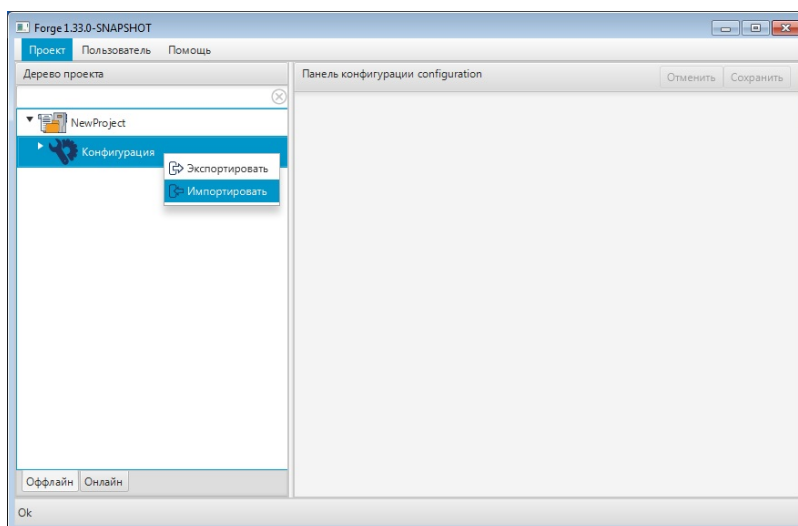 Forge 1.33.0-SNAPSHOT
Проект Пользователь Помощь
Дерево проекта
Панель конфигурации configuration
Отменить Сохранить
NewProject
Конфигурация
Экспортировать
Импортировать
Оффлайн Онлайн
Ok